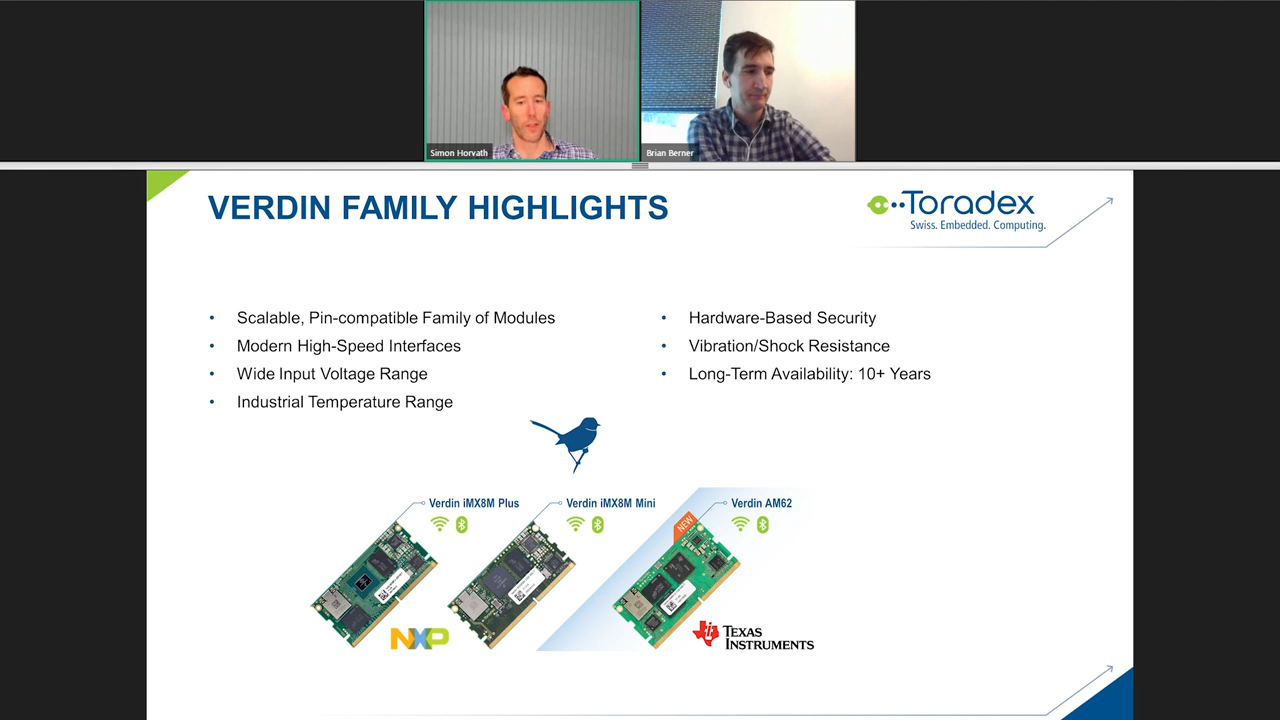 Simon Horvath
Brian Berner
VERDIN FAMILY HIGHLIGHTS
Toradex
Swiss. Embedded. Computing.
• Scalable, Pin-compatible Family of Modules
• Modern High-Speed Interfaces
• Wide Input Voltage Range
• Industrial Temperature Range
• Hardware-Based Security
• Vibration/Shock Resistance
• Long-Term Availability: 10+ Years
Verdin iMX8M Plus
Verdin iMX8M Mini
Verdin AM62
NEW
NXP
TEXAS
INSTRUMENTS